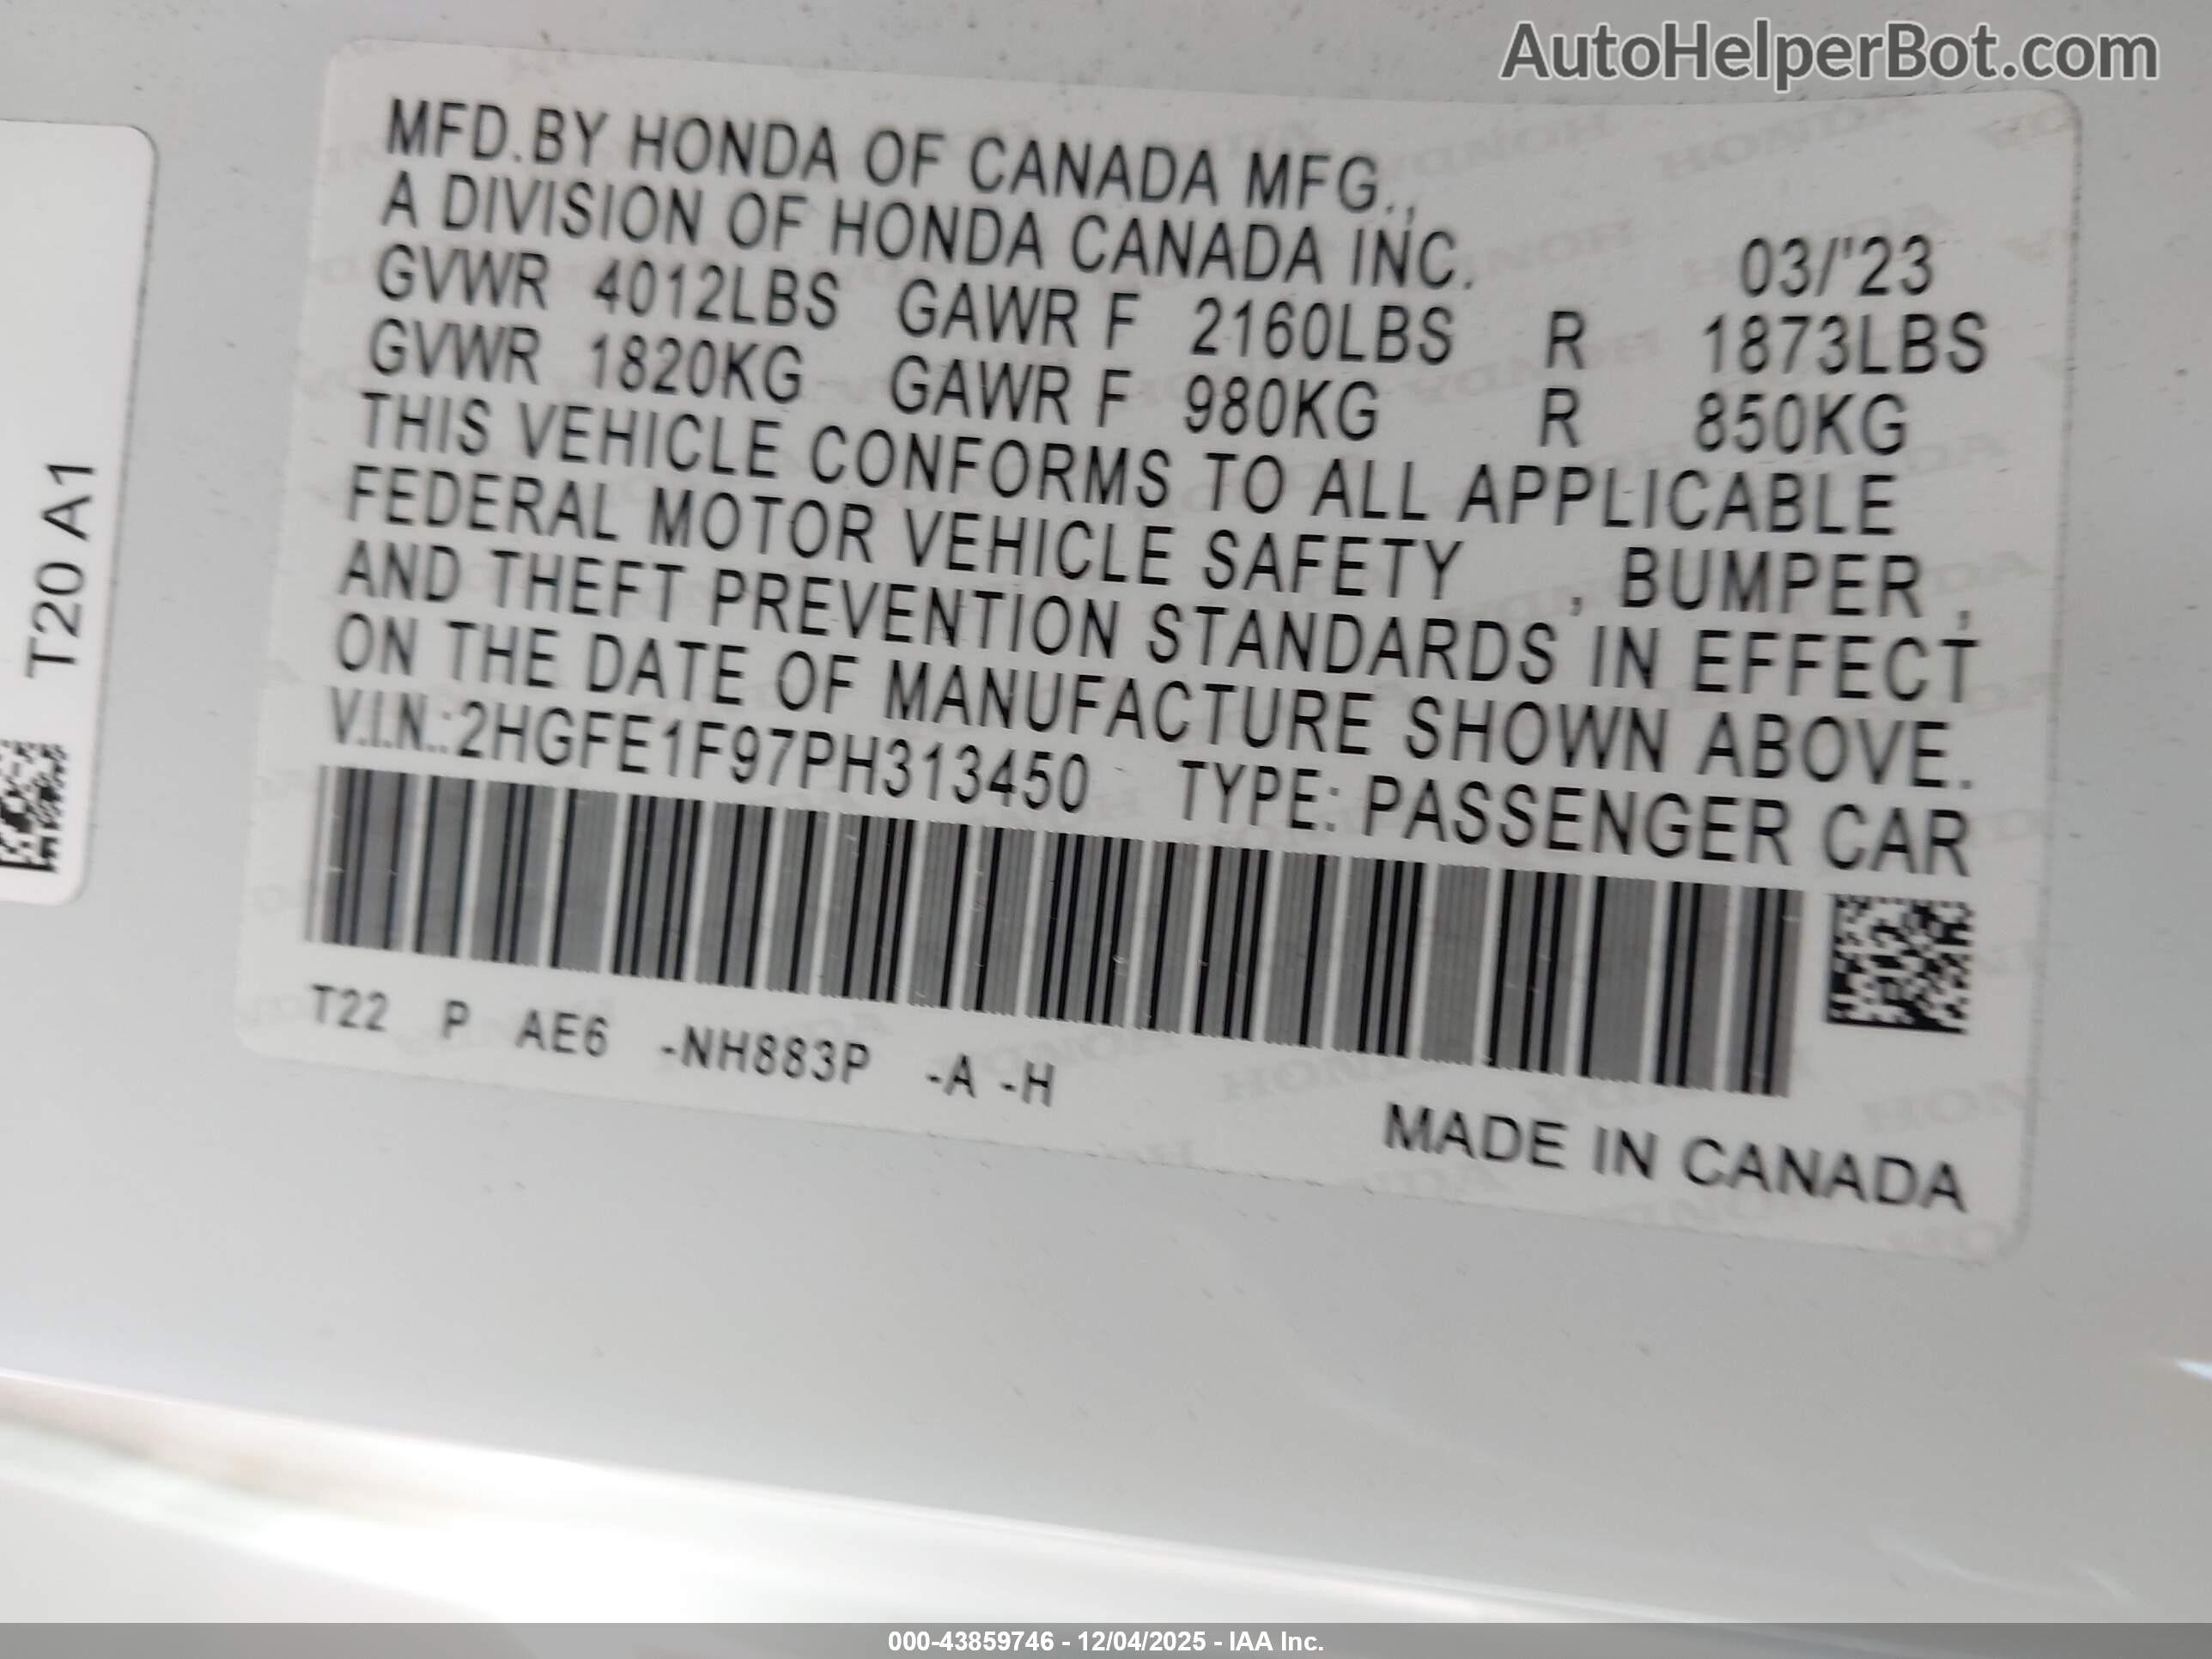 AutoHelperBot.com
MFD.BY HONDA OF CANADA MFG.,
A DIVISION OF HONDA CANADA INC. 03/'23
GVWR 4012LBS GAWR F 2160LBS R 1873LBS
GVWR 1820KG GAWR F 980KG R 850KG
THIS VEHICLE CONFORMS TO ALL APPLICABLE
FEDERAL MOTOR VEHICLE SAFETY , BUMPER ,
AND THEFT PREVENTION STANDARDS IN EFFECT
ON THE DATE OF MANUFACTURE SHOWN ABOVE.
V.I.N.:2HGFE1F97PH313450 TYPE: PASSENGER CAR
T22 P AE6 -NH883P -A -H
MADE IN CANADA
T20 A1
000-43859746 - 12/04/2025 - IAA Inc.